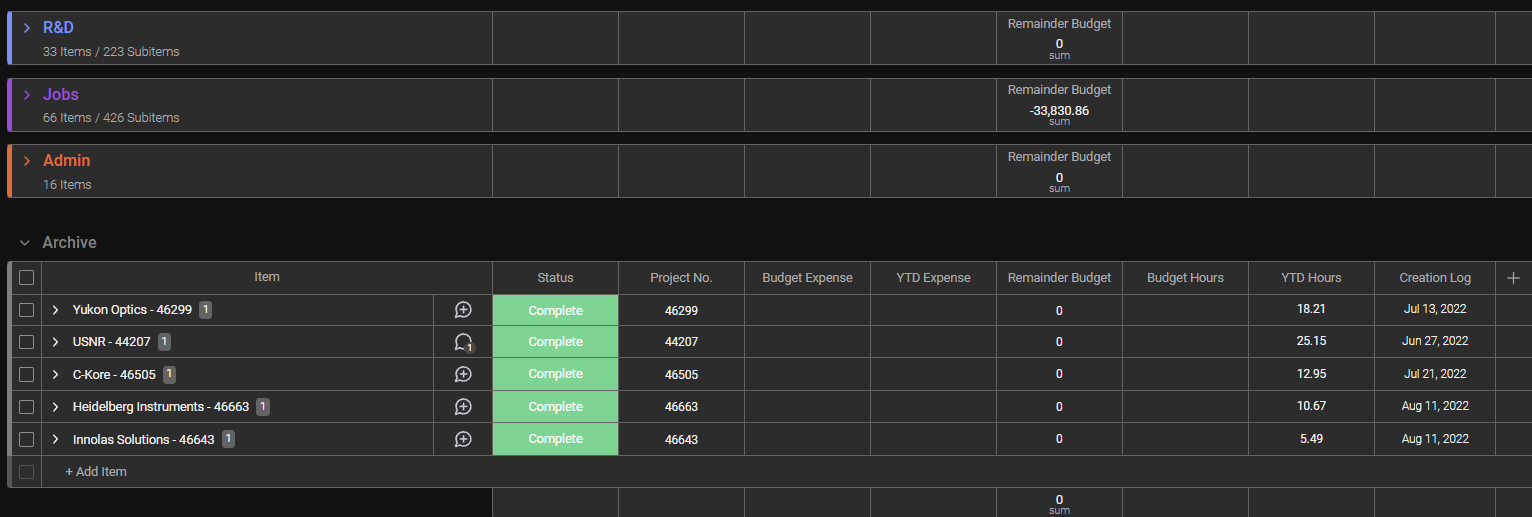 R&D
33 Items / 223 Subitems
Remainder Budget
0
sum
Jobs
66 Items / 426 Subitems
Remainder Budget
-33,830.86
sum
Admin
16 Items
Remainder Budget
0
sum
Archive
Item Status Project No. Budget Expense YTD Expense Remainder Budget Budget Hours YTD Hours Creation Log
Yukon Optics - 46299 1 Complete 46299 0 18.21 Jul 13, 2022
USNR - 44207 1 1 Complete 44207 0 25.15 Jun 27, 2022
C-Kore - 46505 1 Complete 46505 0 12.95 Jul 21, 2022
Heidelberg Instruments - 46663 1 Complete 46663 0 10.67 Aug 11, 2022
Innolas Solutions - 46643 1 Complete 46643 0 5.49 Aug 11, 2022
+ Add Item
0
sum